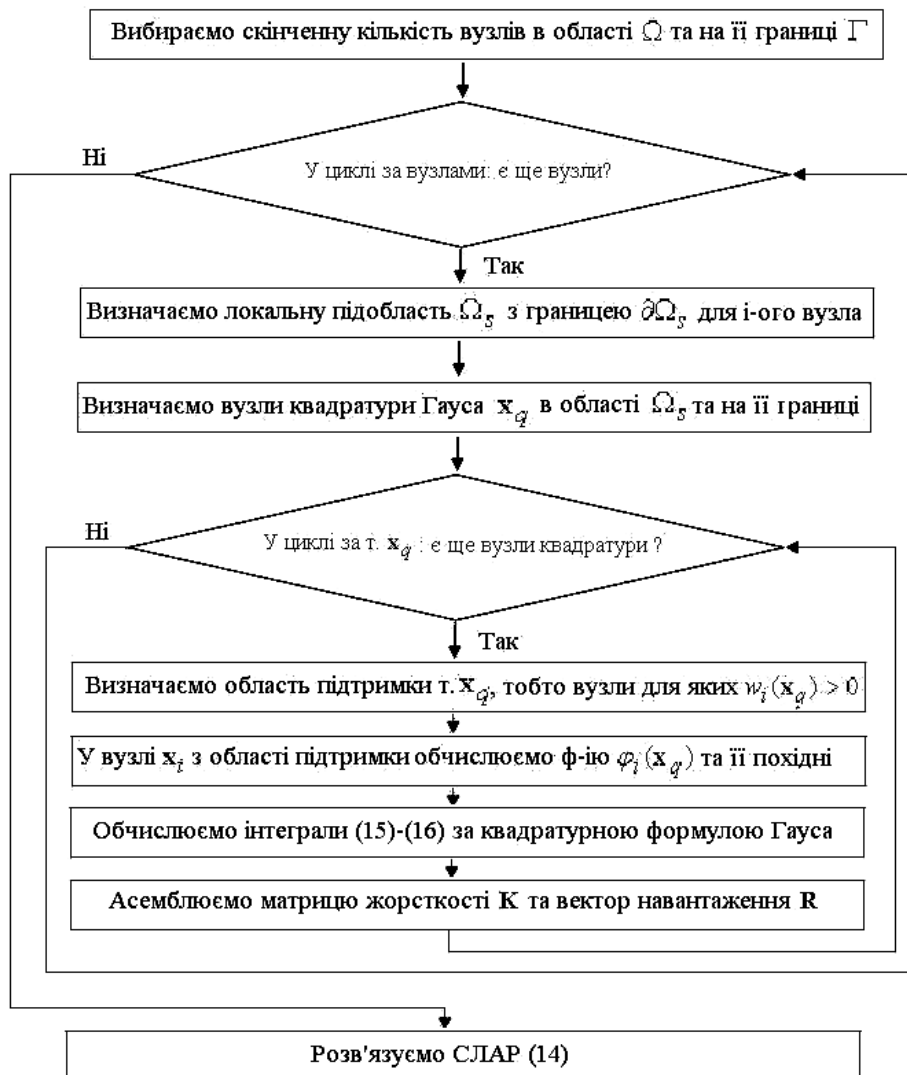 Вибираємо скінченну кількість вузлів в області Ω та на її границі Γ
Ні
У циклі за вузлами: є ще вузли?
Так
Визначаємо локальну підобласть Ω_S з границею ∂Ω_S для і-ого вузла
Визначаємо вузли квадратури Гауса x_q в області Ω_S та на її границі
Ні
У циклі за т. x_q : є ще вузли квадратури ?
Так
Визначаємо область підтримки т. x_q, тобто вузли для яких w_i(x_q) > 0
У вузлі x_i з області підтримки обчислюємо ф-ію φ_i(x_q) та її похідні
Обчислюємо інтеграли (15)-(16) за квадратурною формулою Гауса
Асемблюємо матрицю жорсткості K та вектор навантаження R
Розв'язуємо СЛАР (14)